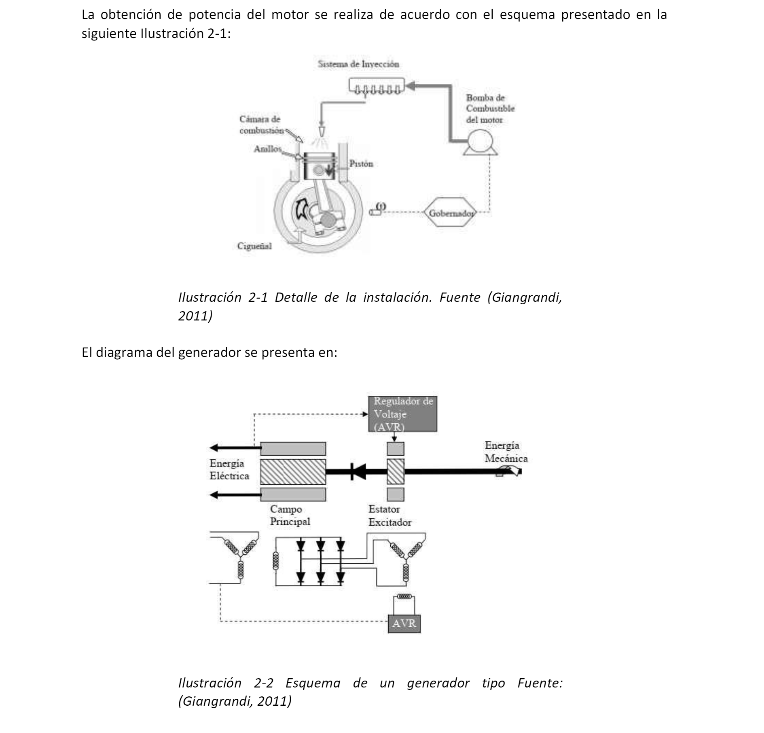 La obtención de potencia del motor se realiza de acuerdo con el esquema presentado en la
siguiente Ilustración 2-1:
Sistema de Inyección
Bomba de
Combustible
del motor
Cámara de
combustión
Anillos
Pistón
ω
Gobernador
Cigueñal
Ilustración 2-1 Detalle de la instalación. Fuente (Giangrandi,
2011)
El diagrama del generador se presenta en:
Regulador de
Voltaje
(AVR)
Energía
Mecánica
Energía
Eléctrica
Campo
Principal
Estator
Excitador
AVR
Ilustración 2-2 Esquema de un generador tipo Fuente:
(Giangrandi, 2011)